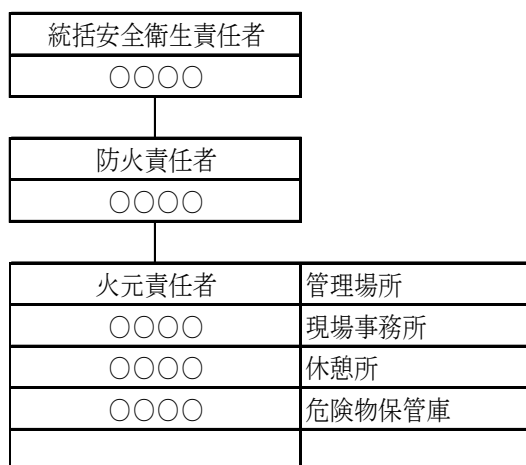 統括安全衛生責任者
○○○○
防火責任者
○○○○
火元責任者 管理場所
○○○○ 現場事務所
○○○○ 休憩所
○○○○ 危険物保管庫